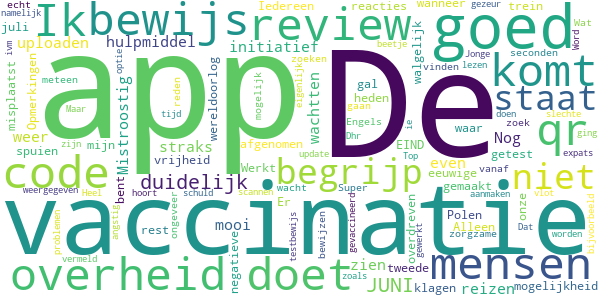 namelijk Ik bewijs review Iedereen reacties wanneer gezeur trein
echt juli uploaden hulpmiddel initiatief walgelijk beetje Jonge Word Wat
goed
meteen optie zoeken vinden lezen seconden
misplaatst Opmerkingen Mistroostig wereldoorlog ivm
app De
komt
Maar tijd reden mogelijk eigenlijk gaan doen slechte
weer gal heden wachtten waar staat
zijn mijn straks afgenomen Engels ie zoek ging
spuien vrijheid Werkt Dhr EIND Nog qr
code duidelijk begrijp update Top getest vanaf expats
weergegeven Heel bent hoort schuld scannen Er wacht Super even eeuwige gemaakt niet
aanmaken vlot
vaccinatie
angstig ongeveer testbewijs bewijzen gevaccineerd gewerkt overdreven Polen Alleen zorgzame onze Dat bijvoorbeeld
problemen rest mooi negatieve zien tweede mensen worden
vermeld zoals klagen mogelijkheid
overheid doet JUNI reizen